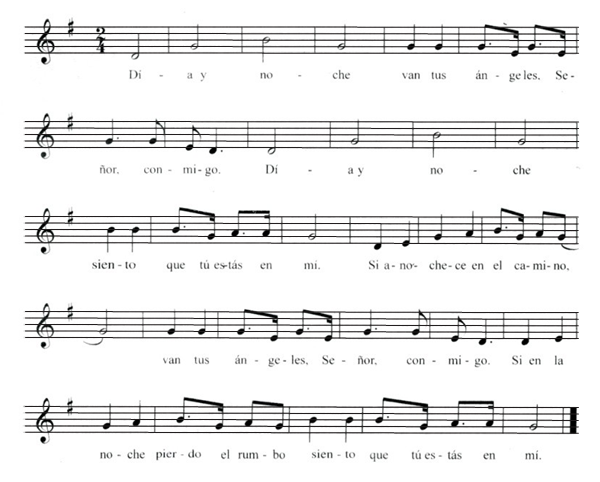 2 4
Dí - a y no - che van tus án - geles, Se-
ñor, con - mi - go. Dí - a y no - che
sien - to que tú es-tás en mí. Si a-no - che-ce en el ca-mi-no,
van tus án - ge - les, Se - ñor, con - mi - go. Si en la
no - che pier - do el rum - bo sien - to que tú es - tás en mí.